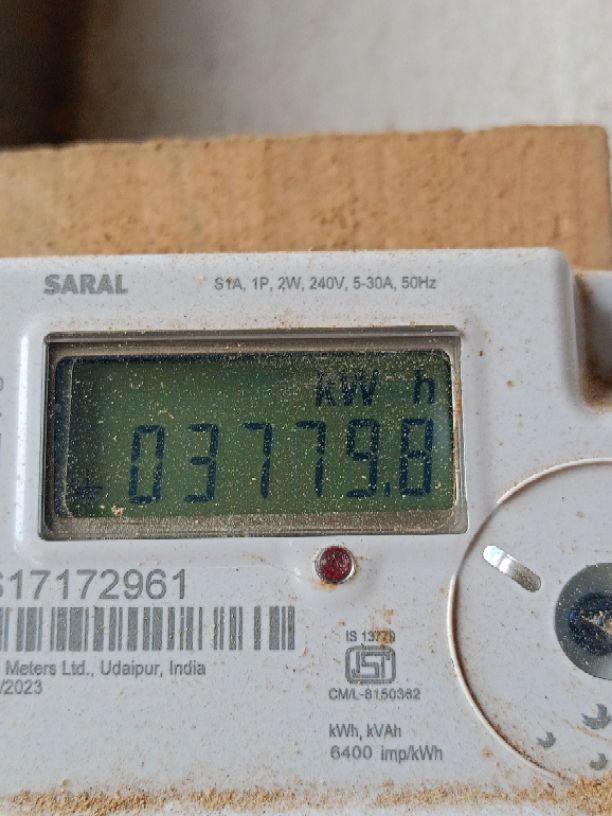 SARAL
S1A, 1P, 2W, 240V, 5-30A, 50Hz
kW h
03779.8
17172961
Meters Ltd., Udaipur, India
/2023
IS 13779
CM/L-8150362
kWh, kVAh
6400 imp/kWh